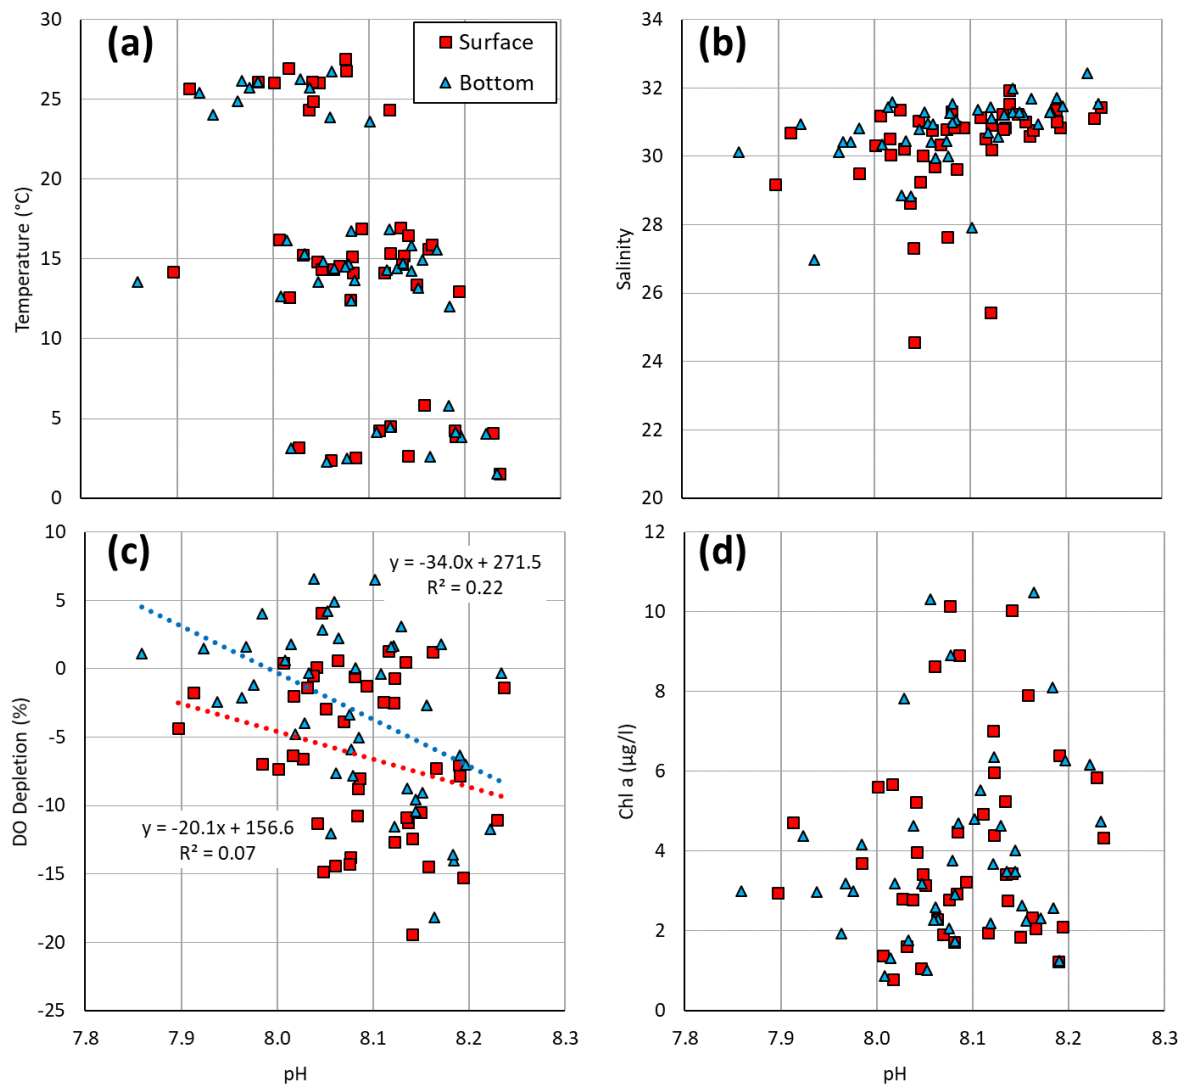 (a)
Surface
Bottom
30
25
20
15
10
5
0
Temperature (°C)
(b)
34
32
30
28
26
24
22
20
Salinity
(c)
y = -34.0x + 271.5
R² = 0.22
y = -20.1x + 156.6
R² = 0.07
10
5
0
-5
-10
-15
-20
-25
DO Depletion (%)
7.8 7.9 8.0 8.1 8.2 8.3
pH
(d)
12
10
8
6
4
2
0
Chl a (µg/l)
7.8 7.9 8.0 8.1 8.2 8.3
pH